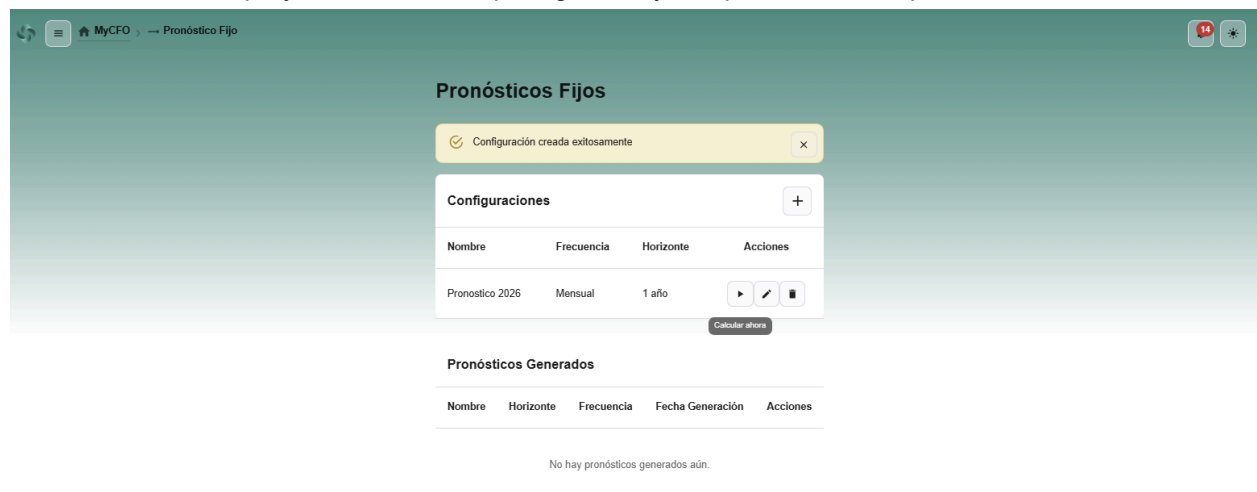 MyCFO › → Pronóstico Fijo
14
Pronósticos Fijos
Configuración creada exitosamente
Configuraciones
Nombre Frecuencia Horizonte Acciones
Pronostico 2026 Mensual 1 año
Calcular ahora
Pronósticos Generados
Nombre Horizonte Frecuencia Fecha Generación Acciones
No hay pronósticos generados aún.